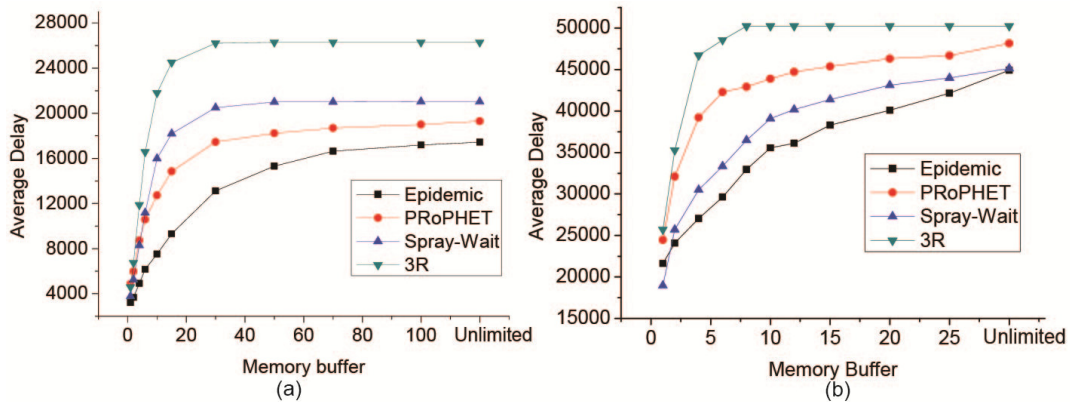 28000
24000
20000
16000
12000
8000
4000
Average Delay
Epidemic
PRoPHET
Spray-Wait
3R
0 20 40 60 80 100 Unlimited
Memory buffer
(a)
50000
45000
40000
35000
30000
25000
20000
15000
Average Delay
Epidemic
PRoPHET
Spray-Wait
3R
0 5 10 15 20 25 Unlimited
Memory Buffer
(b)